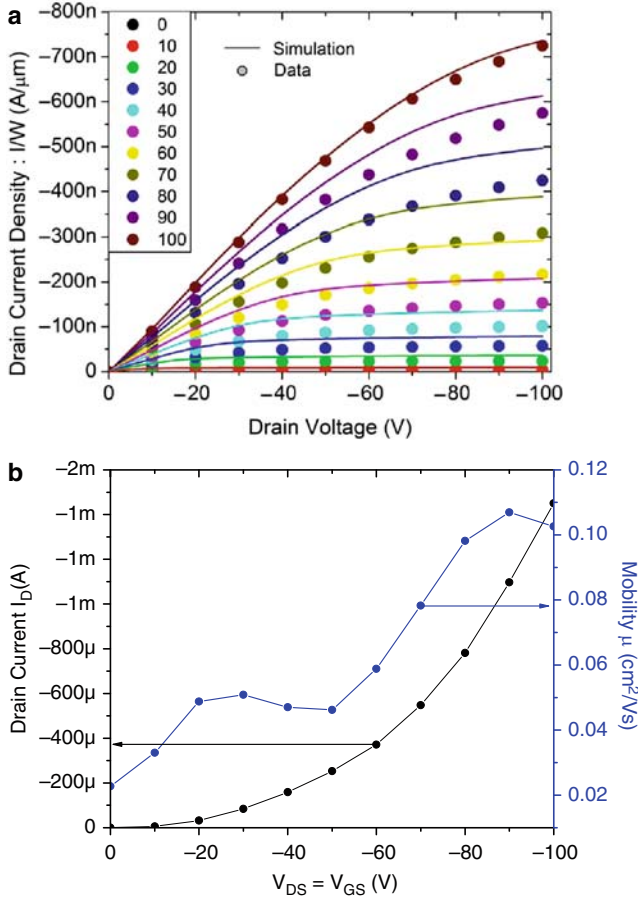 a
Drain Current Density : I/W (A/μm)
−800n
−700n
−600n
−500n
−400n
−300n
−200n
−100n
0
0
10
20
30
40
50
60
70
80
90
100
Simulation
Data
0 −20 −40 −60 −80 −100
Drain Voltage (V)
b
Drain Current I_D(A)
−2m
−1m
−1m
−1m
−800μ
−600μ
−400μ
−200μ
0
0.12
0.10
0.08
0.06
0.04
0.02
Mobility μ (cm²/Vs)
0 −20 −40 −60 −80 −100
V_DS = V_GS (V)